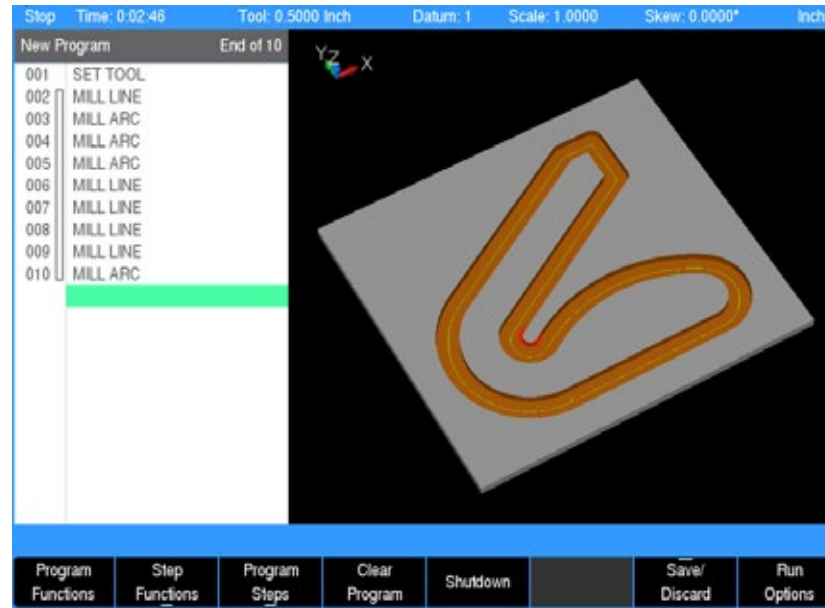 Stop Time: 0:02:46 Tool: 0.5000 Inch Datum: 1 Scale: 1.0000 Skew: 0.0000° Inch
New Program End of 10
Y Z X
001 SET TOOL
002 MILL LINE
003 MILL ARC
004 MILL ARC
005 MILL ARC
006 MILL LINE
007 MILL LINE
008 MILL LINE
009 MILL LINE
010 MILL ARC
Program Functions
Step Functions
Program Steps
Clear Program
Shutdown
Save/ Discard
Run Options